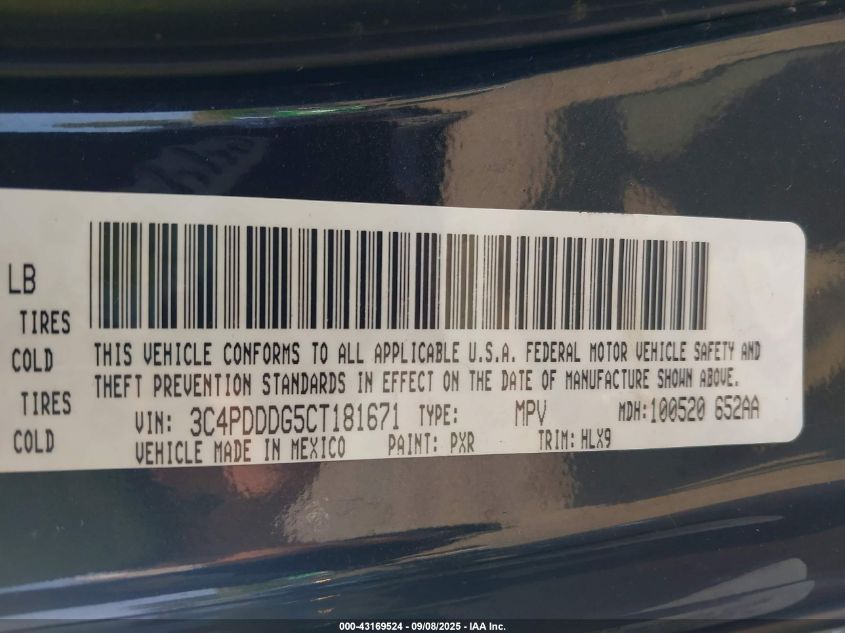 LB
TIRES
COLD
TIRES
COLD
THIS VEHICLE CONFORMS TO ALL APPLICABLE U.S.A. FEDERAL MOTOR VEHICLE SAFETY AND
THEFT PREVENTION STANDARDS IN EFFECT ON THE DATE OF MANUFACTURE SHOWN ABOVE.
VIN: 3C4PDDDG5CT181671 TYPE: MPV MDH:100520 652AA
VEHICLE MADE IN MEXICO PAINT: PXR TRIM: HLX9
000-43169524 - 09/08/2025 - IAA Inc.